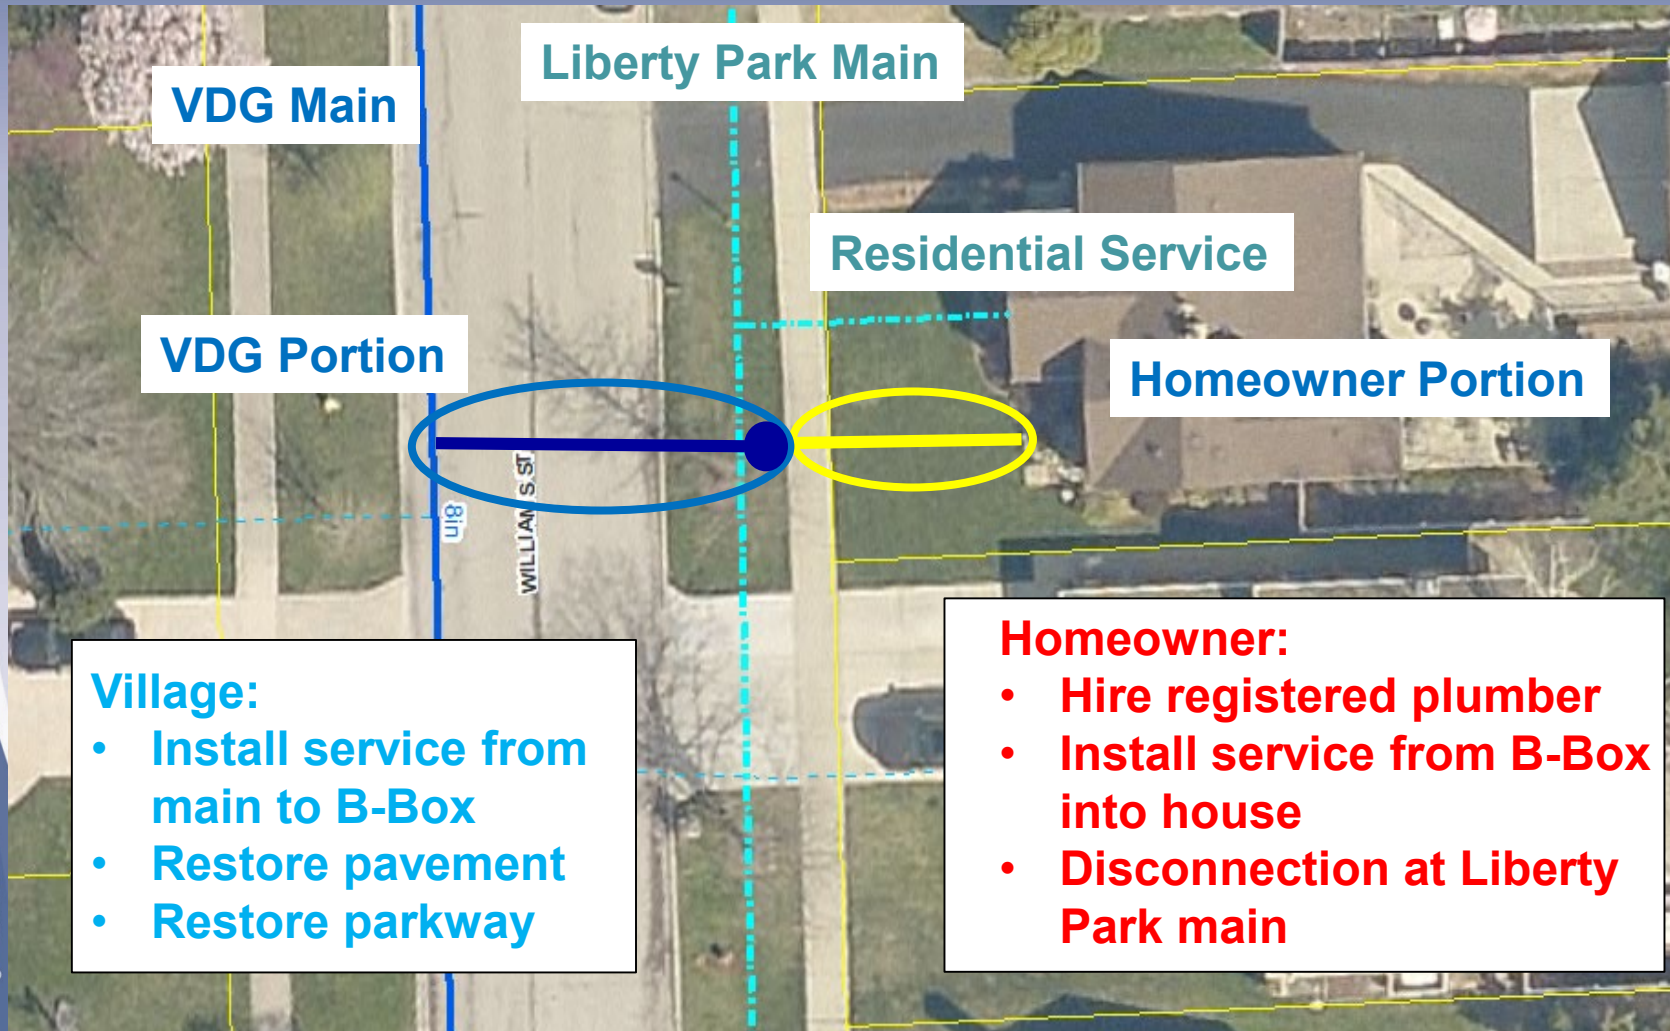 Liberty Park Main
VDG Main
Residential Service
VDG Portion
Homeowner Portion
8in
WILLIAMS ST
Village:
• Install service from
main to B-Box
• Restore pavement
• Restore parkway
Homeowner:
• Hire registered plumber
• Install service from B-Box
into house
• Disconnection at Liberty
Park main